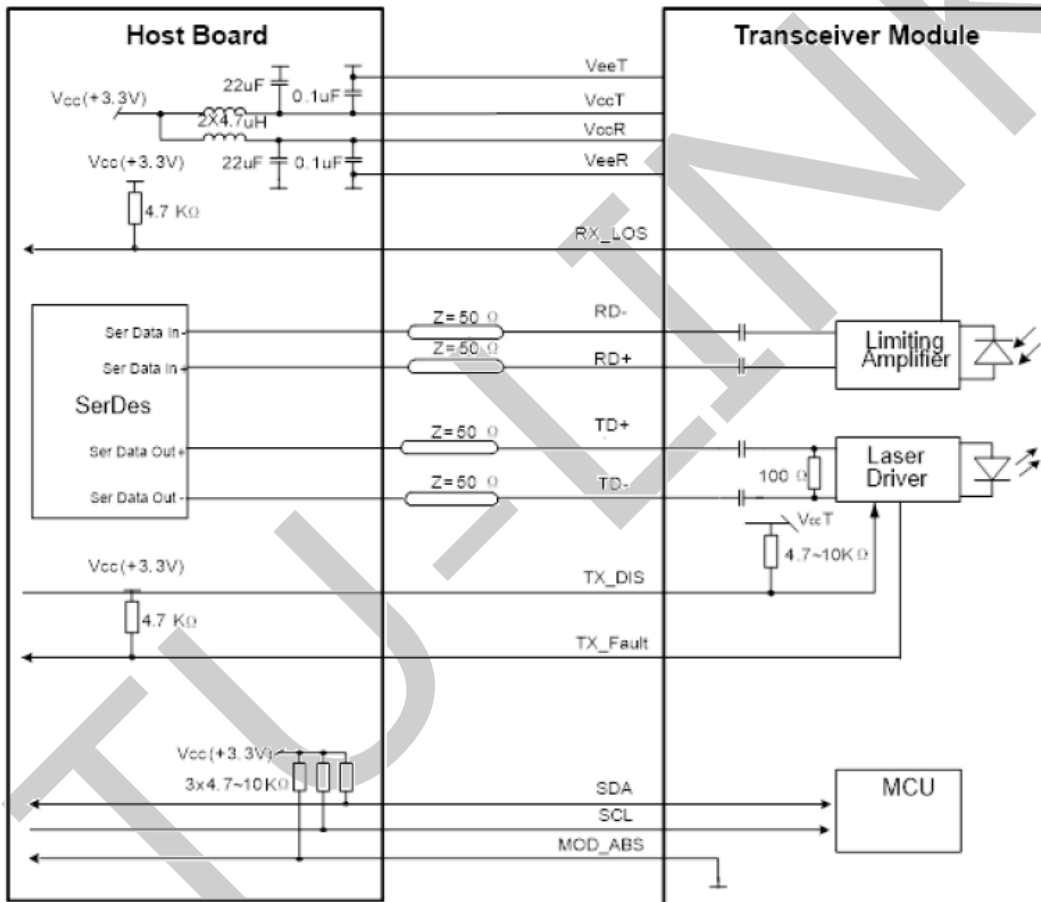 Host Board
Transceiver Module
VeeT
22uF
0.1uF
Vcc(+3.3V)
VccT
2X4.7uH
VccR
Vcc(+3.3V)
22uF
0.1uF
VeeR
4.7 KΩ
RX_LOS
Z=50 Ω
RD-
Ser Data In-
Z=50 Ω
Limiting
Amplifier
Ser Data In+
RD+
SerDes
TD+
Z=50 Ω
Ser Data Out+
Laser
Driver
100 Ω
Z=50 Ω
TD-
Ser Data Out-
VccT
4.7~10KΩ
Vcc(+3.3V)
TX_DIS
4.7 KΩ
TX_Fault
Vcc(+3.3V)
3x4.7~10KΩ
SDA
MCU
SCL
MOD_ABS
TU-LINK